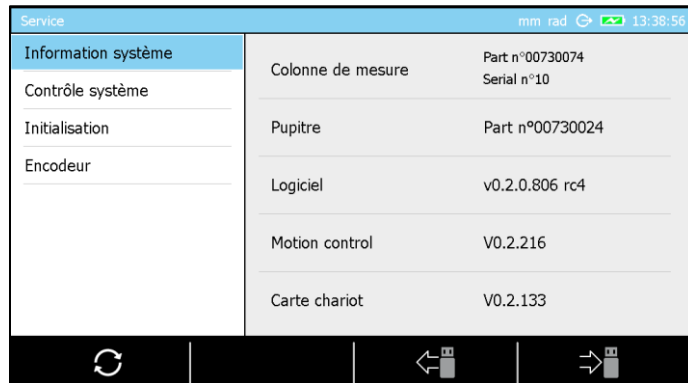 Service
mm rad 13:38:56
Information système
Contrôle système
Initialisation
Encodeur
Colonne de mesure
Part n°00730074
Serial n°10
Pupitre
Part nº00730024
Logiciel
v0.2.0.806 rc4
Motion control
V0.2.216
Carte chariot
V0.2.133